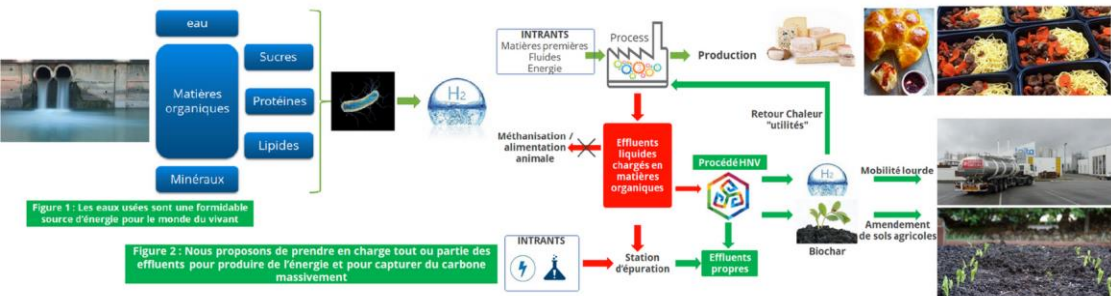 eau
Matières
organiques
Sucres
Protéines
Lipides
Minéraux
H₂
Figure 1 : Les eaux usées sont une formidable
source d'énergie pour le monde du vivant
INTRANTS
Matières premières
Fluides
Energie
Process
Production
Retour Chaleur
"utilités"
Méthanisation /
alimentation
animale
Effluents
liquides
chargés en
matières
organiques
Procédé HNV
H₂
Mobilité lourde
Biochar
Amendement
de sols agricoles
Figure 2 : Nous proposons de prendre en charge tout ou partie des
effluents pour produire de l'énergie et pour capturer du carbone
massivement
INTRANTS
Station
d'épuration
Effluents
propres